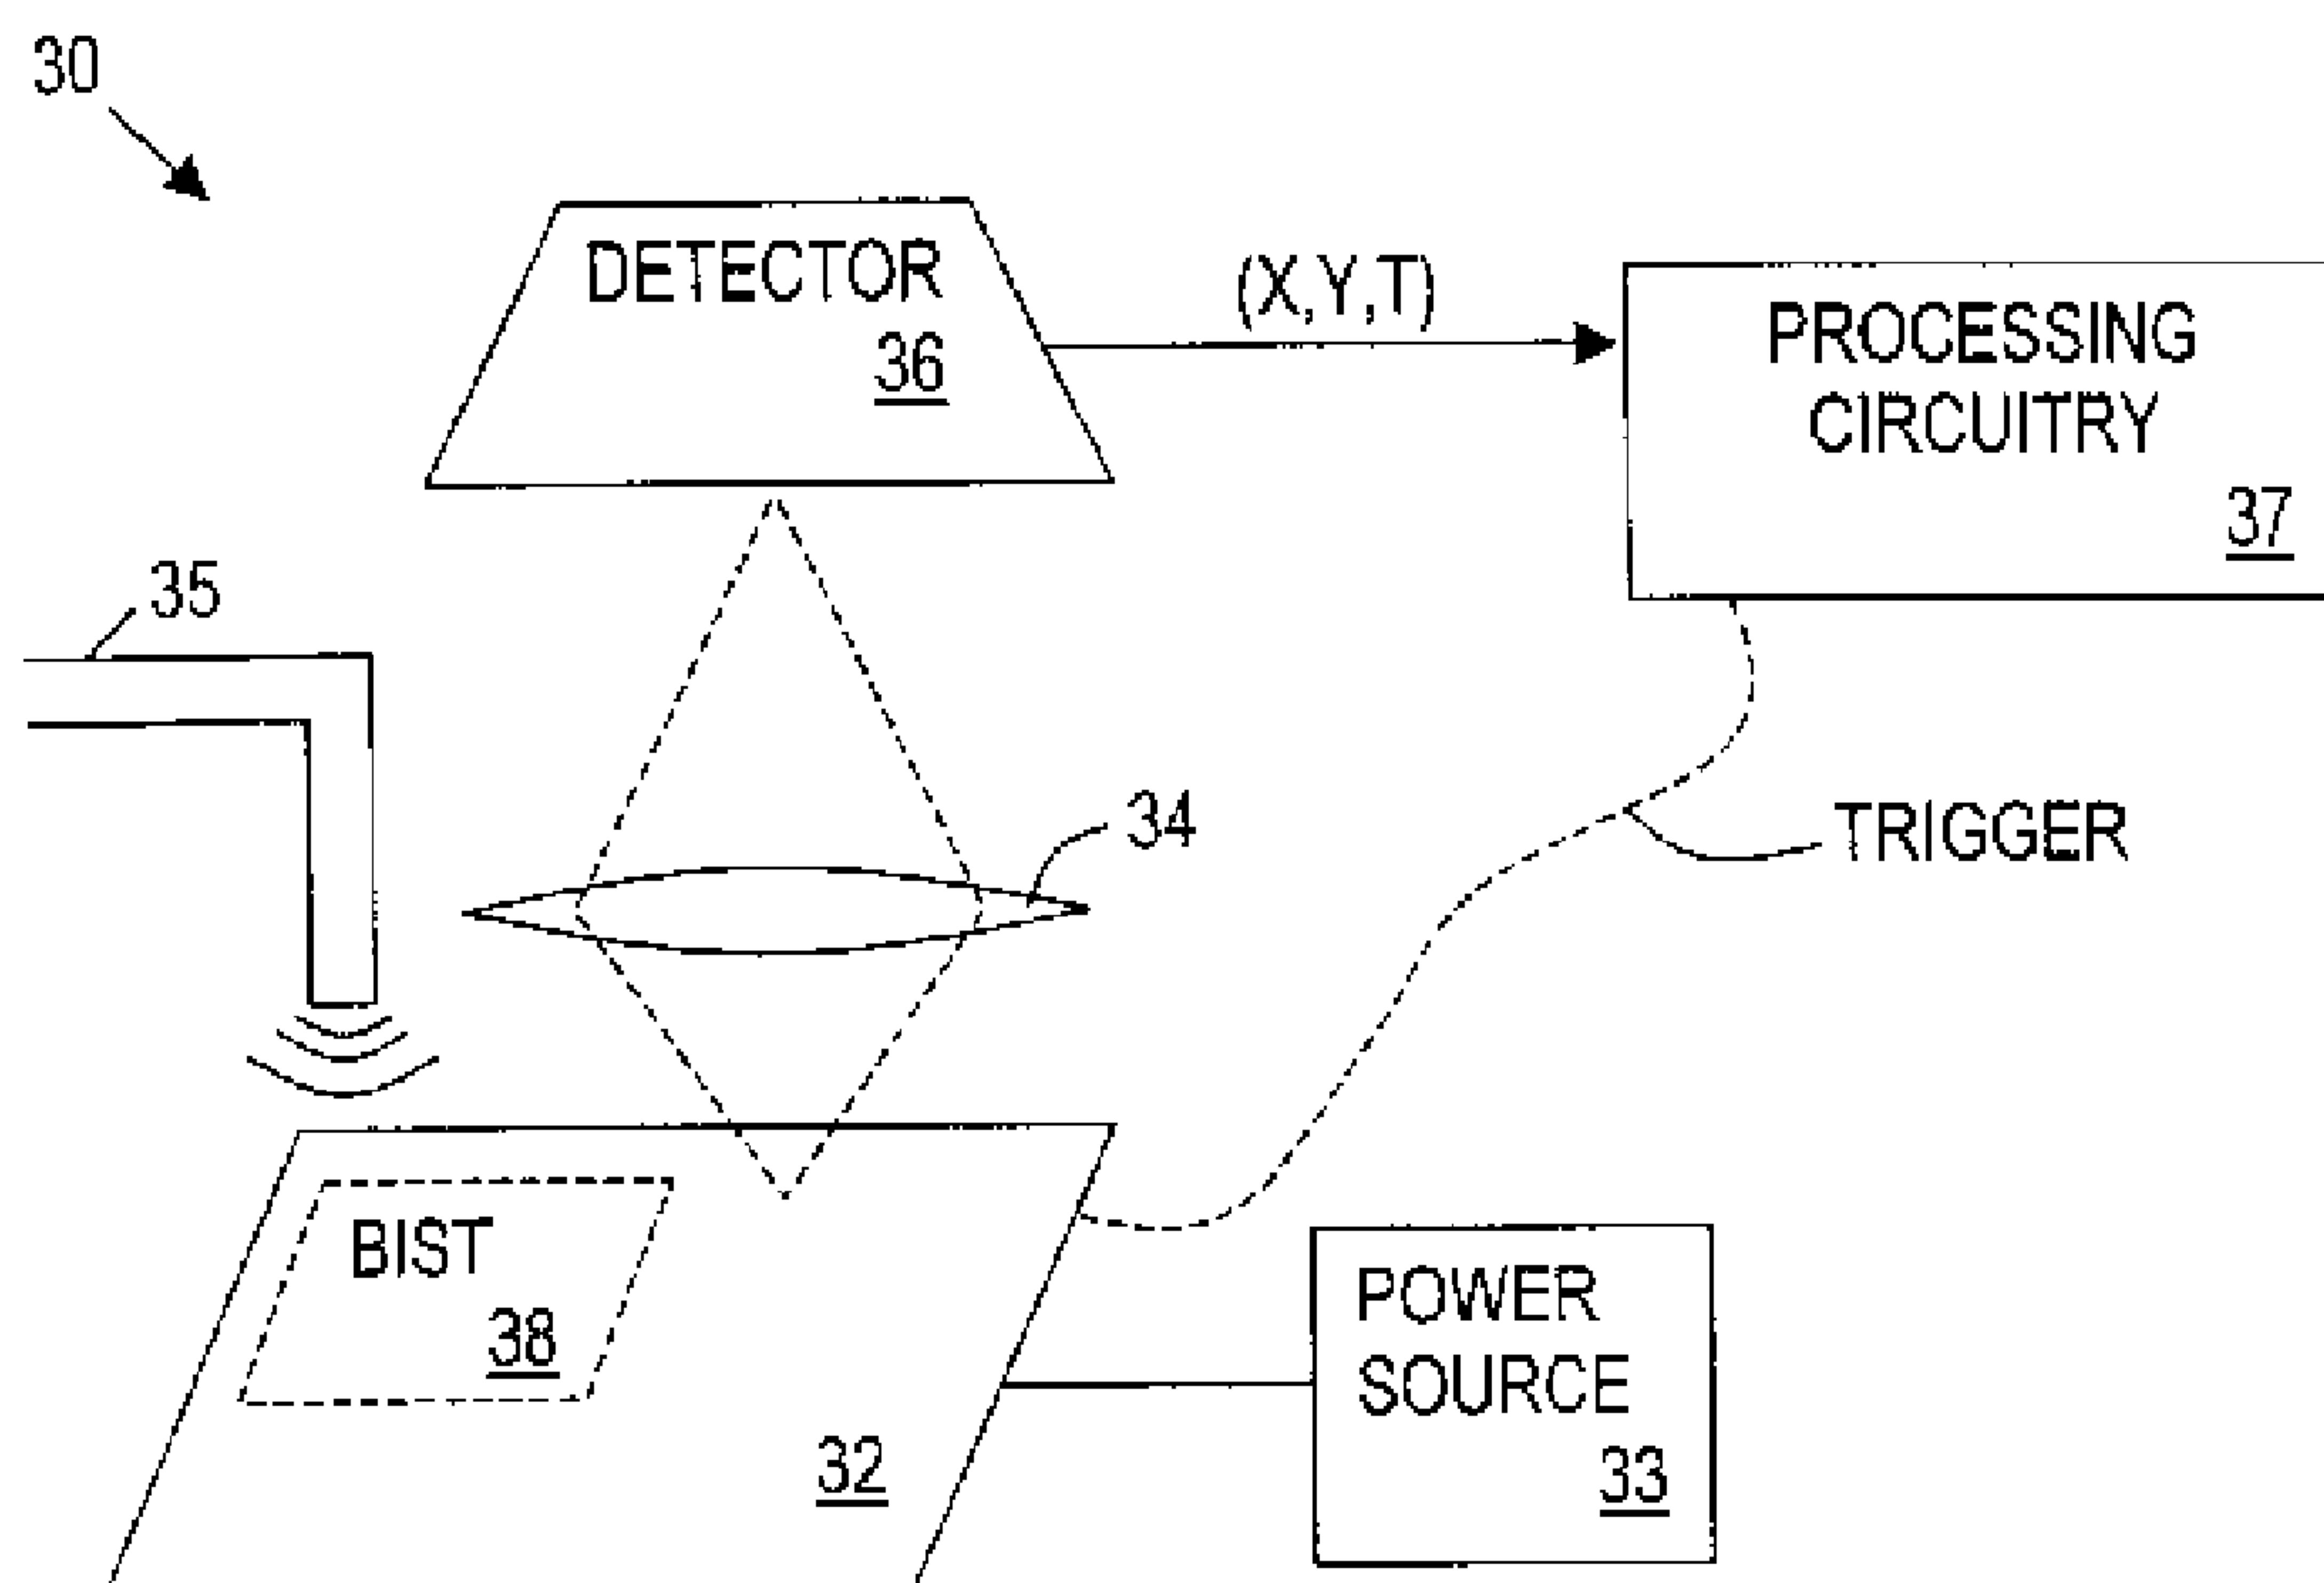 30
DETECTOR
36
(X,Y,T)
PROCESSING
CIRCUITRY
37
35
34
TRIGGER
BIST
38
32
POWER
SOURCE
33